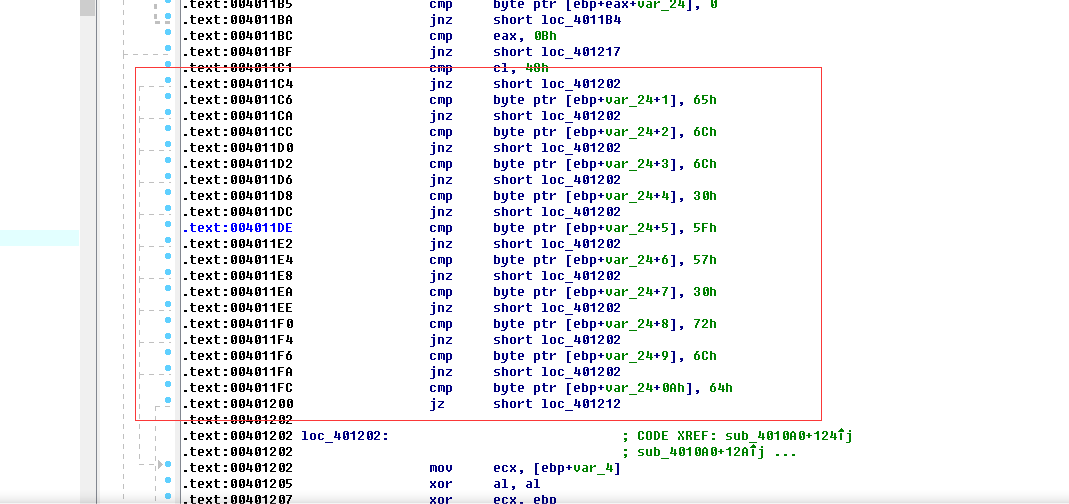 .text:004011B5 cmp byte ptr [ebp+eax+var_24], 0
.text:004011BA jnz short loc_4011B4
.text:004011BC cmp eax, 0Bh
.text:004011BF jnz short loc_401217
.text:004011C1 cmp cl, 48h
.text:004011C4 jnz short loc_401202
.text:004011C6 cmp byte ptr [ebp+var_24+1], 65h
.text:004011CA jnz short loc_401202
.text:004011CC cmp byte ptr [ebp+var_24+2], 6Ch
.text:004011D0 jnz short loc_401202
.text:004011D2 cmp byte ptr [ebp+var_24+3], 6Ch
.text:004011D6 jnz short loc_401202
.text:004011D8 cmp byte ptr [ebp+var_24+4], 30h
.text:004011DC jnz short loc_401202
.text:004011DE cmp byte ptr [ebp+var_24+5], 5Fh
.text:004011E2 jnz short loc_401202
.text:004011E4 cmp byte ptr [ebp+var_24+6], 57h
.text:004011E8 jnz short loc_401202
.text:004011EA cmp byte ptr [ebp+var_24+7], 30h
.text:004011EE jnz short loc_401202
.text:004011F0 cmp byte ptr [ebp+var_24+8], 72h
.text:004011F4 jnz short loc_401202
.text:004011F6 cmp byte ptr [ebp+var_24+9], 6Ch
.text:004011FA jnz short loc_401202
.text:004011FC cmp byte ptr [ebp+var_24+0Ah], 64h
.text:00401200 jz short loc_401212
.text:00401202
.text:00401202 loc_401202: ; CODE XREF: sub_4010A0+124↑j
.text:00401202 ; sub_4010A0+12A↑j ...
.text:00401202 mov ecx, [ebp+var_4]
.text:00401205 xor al, al
.text:00401207 xor ecx, ebp